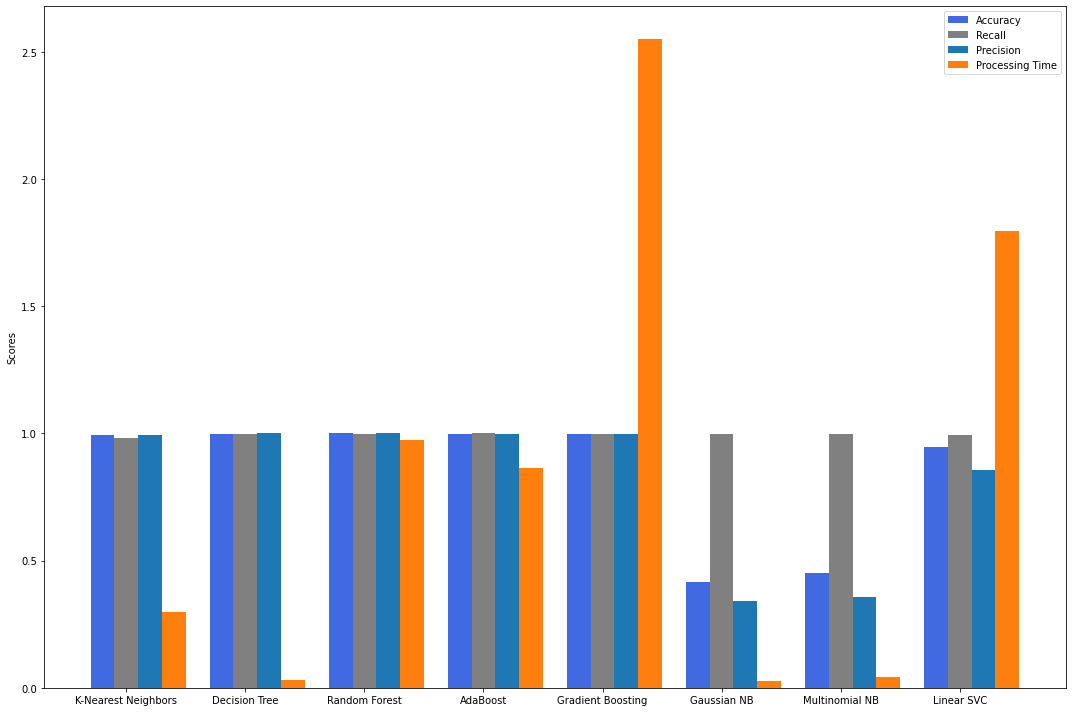 Accuracy
Recall
Precision
Processing Time
Scores
2.5
2.0
1.5
1.0
0.5
0.0
K-Nearest Neighbors Decision Tree Random Forest AdaBoost Gradient Boosting Gaussian NB Multinomial NB Linear SVC